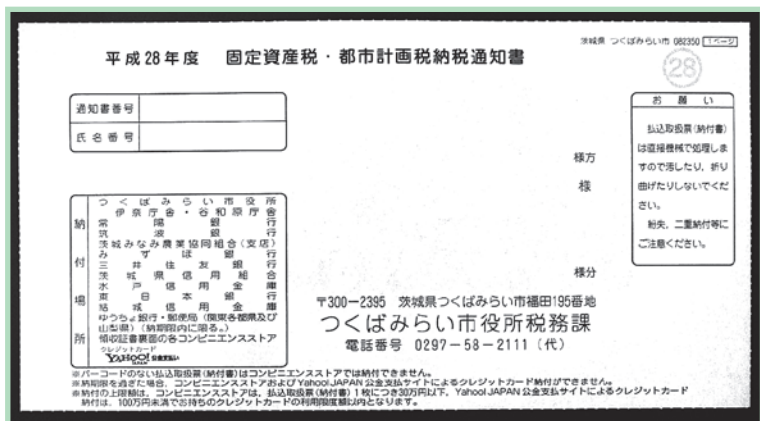 茨城県 つくばみらい市 082350 1ページ
平成28年度 固定資産税・都市計画税納税通知書
28
通知書番号
氏名番号
お願い
払込取扱票(納付書)
は直接機械で処理しま
すので汚したり、折り
曲げたりしないでくだ
さい。
紛失、二重納付等に
ご注意ください。
様方
様
様分
納付場所
つくばみらい市役所
伊奈庁舎・谷和原庁舎
常陽銀行
筑波銀行
茨城みなみ農業協同組合(支店)
みずほ銀行
三井住友銀行
茨城県信用組合
水戸信用金庫
東日本銀行
結城信用金庫
ゆうちょ銀行・郵便局(関東各都県及び
山梨県)(納期限内に限る。)
領収証書裏面の各コンビニエンスストア
クレジットカード
YAHOO! 公金支払い
〒300-2395 茨城県つくばみらい市福田195番地
つくばみらい市役所税務課
電話番号 0297-58-2111(代)
※バーコードのない払込取扱票(納付書)はコンビニエンスストアでは納付できません。
※納期限を過ぎた場合、コンビニエンスストアおよびYahoo!JAPAN公金支払サイトによるクレジットカード納付ができません。
※納付の上限額は、コンビニエンスストアは、払込取扱票(納付書)1枚につき30万円以下、Yahoo!JAPAN公金支払サイトによるクレジットカード
納付は、100万円未満でお持ちのクレジットカードの利用限度額以内となります。